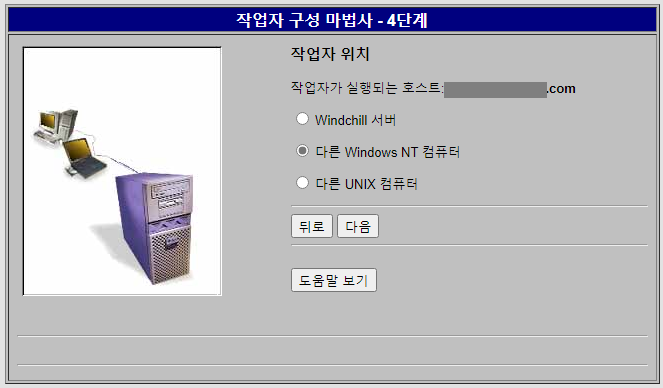 작업자 구성 마법사 - 4단계
작업자 위치
작업자가 실행되는 호스트: .com
Windchill 서버
다른 Windows NT 컴퓨터
다른 UNIX 컴퓨터
뒤로 다음
도움말 보기